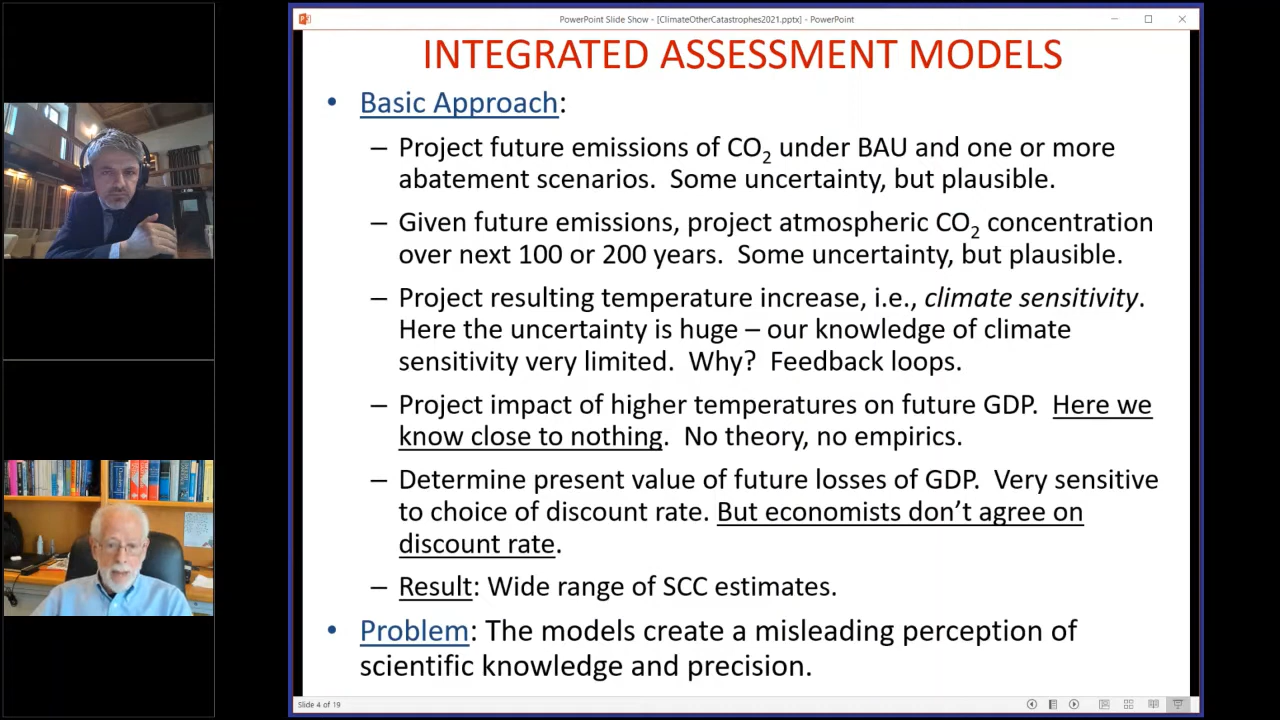 PowerPoint Slide Show - [ClimateOtherCatastrophes2021.pptx] - PowerPoint
INTEGRATED ASSESSMENT MODELS
• Basic Approach:
– Project future emissions of CO₂ under BAU and one or more
abatement scenarios. Some uncertainty, but plausible.
– Given future emissions, project atmospheric CO₂ concentration
over next 100 or 200 years. Some uncertainty, but plausible.
– Project resulting temperature increase, i.e., climate sensitivity.
Here the uncertainty is huge – our knowledge of climate
sensitivity very limited. Why? Feedback loops.
– Project impact of higher temperatures on future GDP. Here we
know close to nothing. No theory, no empirics.
– Determine present value of future losses of GDP. Very sensitive
to choice of discount rate. But economists don’t agree on
discount rate.
– Result: Wide range of SCC estimates.
• Problem: The models create a misleading perception of
scientific knowledge and precision.
Slide 4 of 19